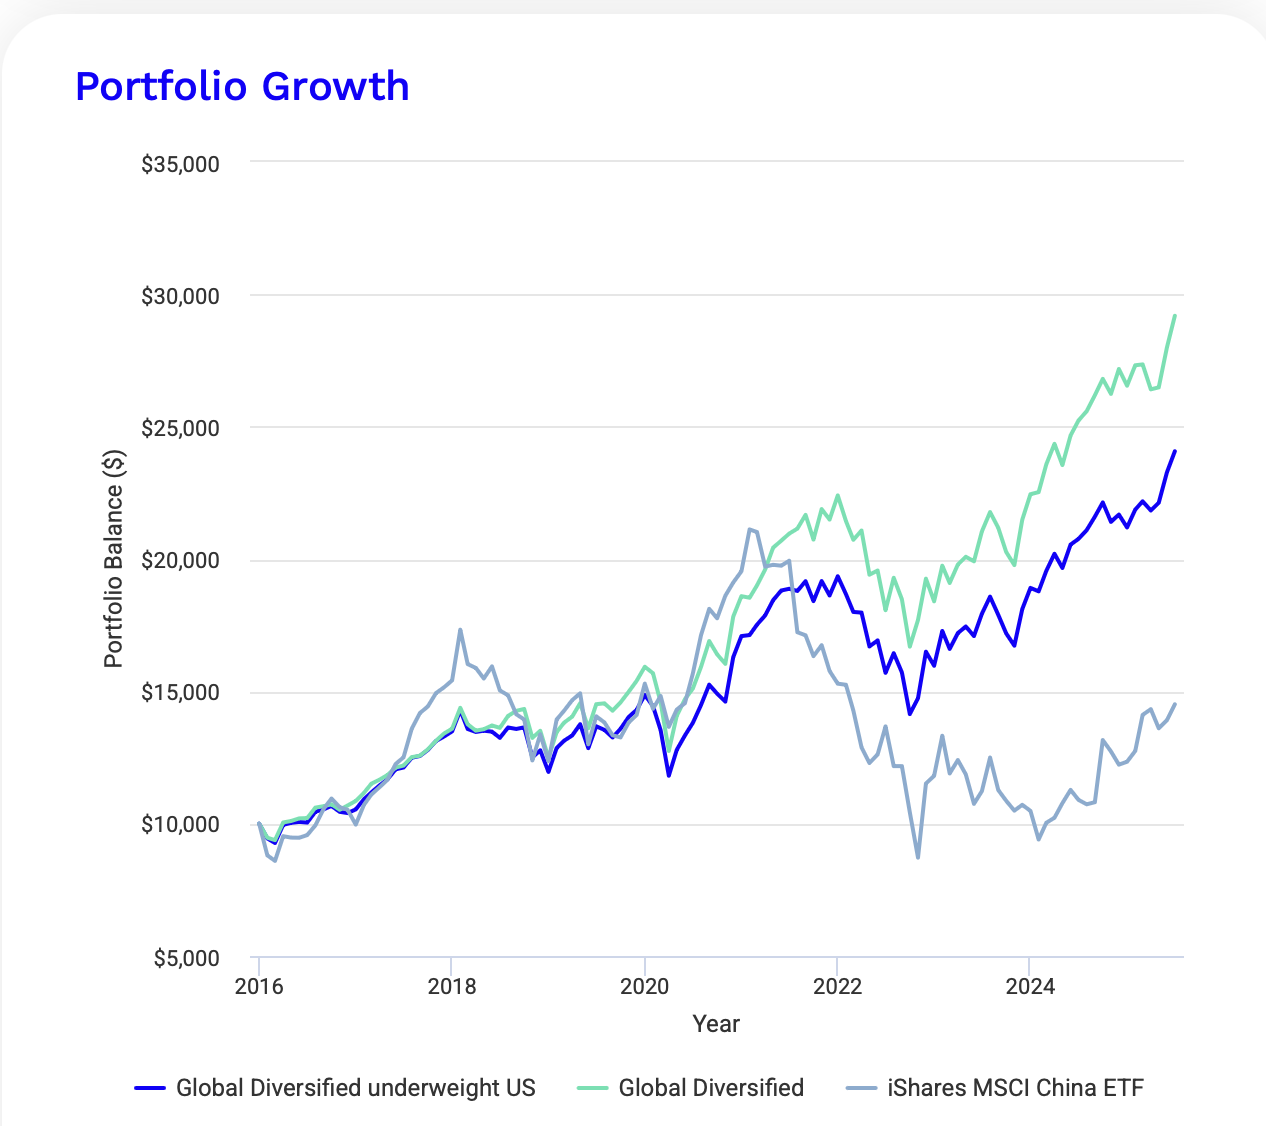 Portfolio Growth
$35,000
$30,000
$25,000
$20,000
$15,000
$10,000
$5,000
Portfolio Balance ($)
2016 2018 2020 2022 2024
Year
Global Diversified underweight US Global Diversified iShares MSCI China ETF